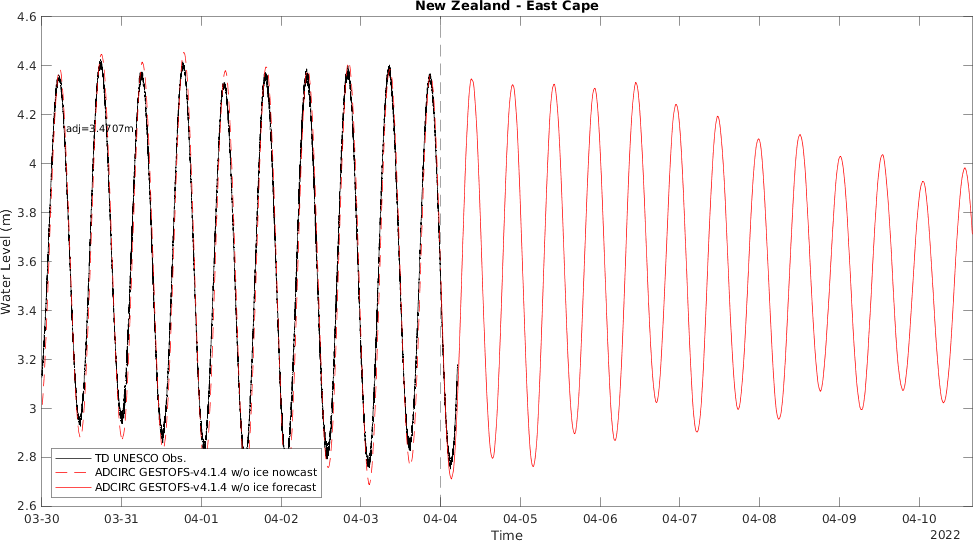 New Zealand - East Cape
4.6
4.4
4.2
4
3.8
3.6
3.4
3.2
3
2.8
2.6
Water Level (m)
adj=3.4707m
TD UNESCO Obs.
ADCIRC GESTOFS-v4.1.4 w/o ice nowcast
ADCIRC GESTOFS-v4.1.4 w/o ice forecast
03-30 03-31 04-01 04-02 04-03 04-04 04-05 04-06 04-07 04-08 04-09 04-10
Time
2022